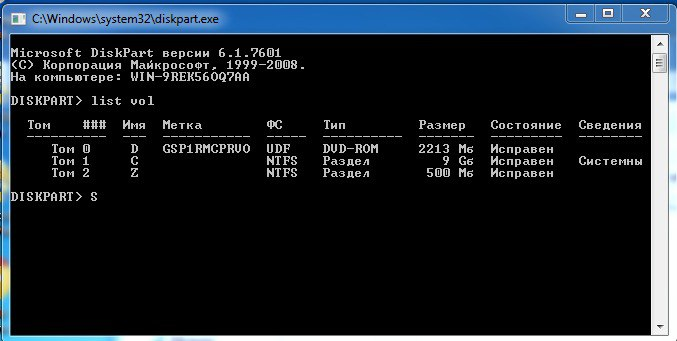 C:\Windows\system32\diskpart.exe
Microsoft DiskPart версии 6.1.7601
(C) Корпорация Майкрософт, 1999-2008.
На компьютере: WIN-9REK56OQ7AA
DISKPART> list vol
Том ### Имя Метка ФС Тип Размер Состояние Сведения
---------- --- ----------- ----- ---------- ------- --------- --------
Том 0 D GSP1RMCPRVO UDF DVD-ROM 2213 Мб Исправен
Том 1 C NTFS Раздел 9 Gб Исправен Системны
Том 2 Z NTFS Раздел 500 Мб Исправен
DISKPART> S